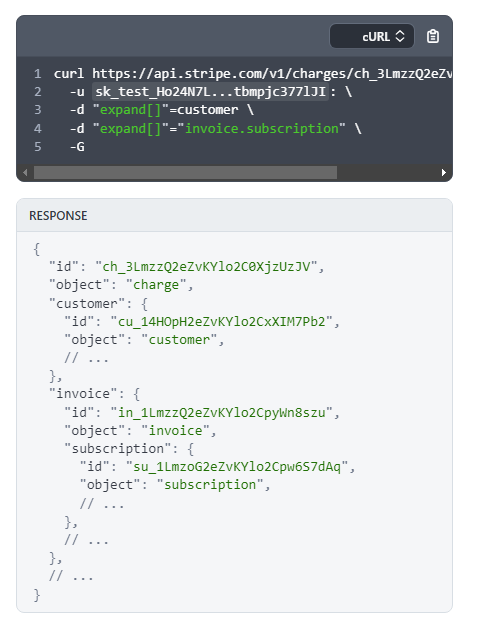 cURL
1 curl https://api.stripe.com/v1/charges/ch_3LmzzQ2eZv
2 -u sk_test_Ho24N7L...tbmpjc377lJI: \
3 -d "expand[]"=customer \
4 -d "expand[]"="invoice.subscription" \
5 -G
RESPONSE
{
"id": "ch_3LmzzQ2eZvKYlo2C0XjzUzJV",
"object": "charge",
"customer": {
"id": "cu_14HOpH2eZvKYlo2CxXIM7Pb2",
"object": "customer",
// ...
},
"invoice": {
"id": "in_1LmzzQ2eZvKYlo2CpyWn8szu",
"object": "invoice",
"subscription": {
"id": "su_1LmzoG2eZvKYlo2Cpw6S7dAq",
"object": "subscription",
// ...
},
// ...
},
// ...
}